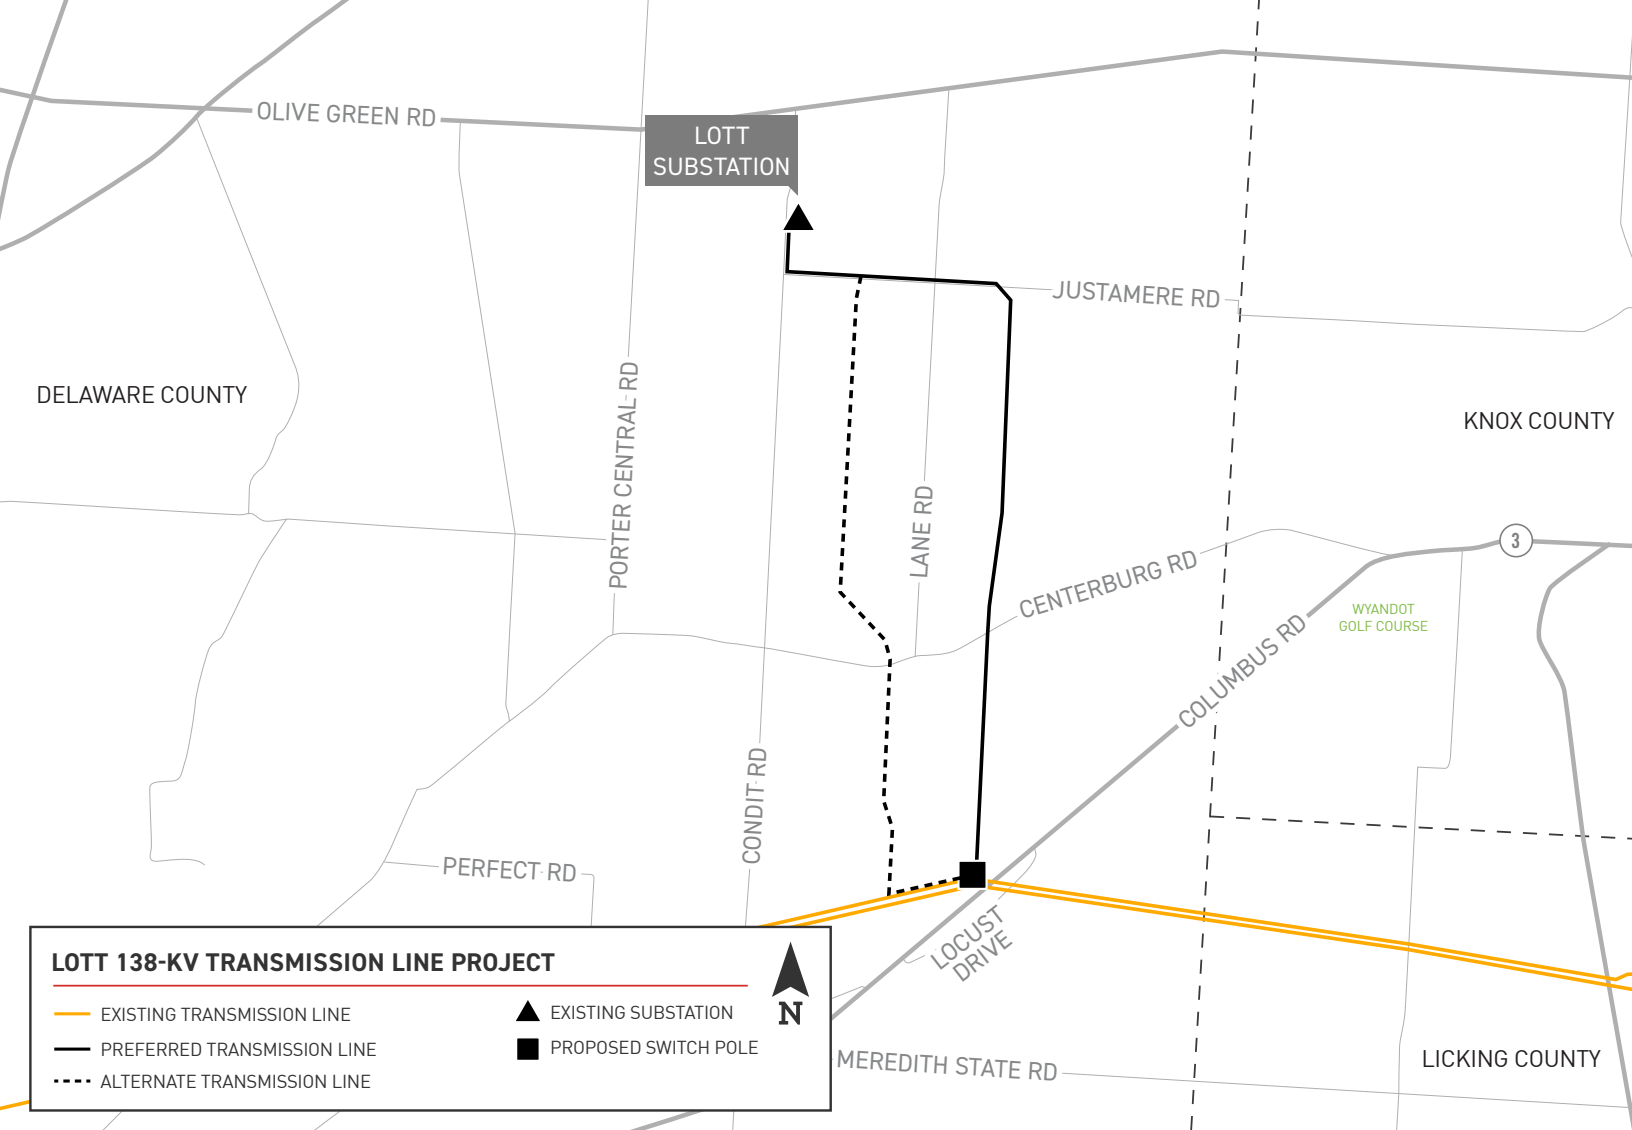 OLIVE GREEN RD
LOTT
SUBSTATION
JUSTAMERE RD
DELAWARE COUNTY
PORTER CENTRAL RD
KNOX COUNTY
LANE RD
CENTERBURG RD
3
WYANDOT
GOLF COURSE
COLUMBUS RD
CONDIT RD
PERFECT RD
LOCUST
DRIVE
LOTT 138-KV TRANSMISSION LINE PROJECT
EXISTING TRANSMISSION LINE
PREFERRED TRANSMISSION LINE
ALTERNATE TRANSMISSION LINE
EXISTING SUBSTATION
PROPOSED SWITCH POLE
N
MEREDITH STATE RD
LICKING COUNTY